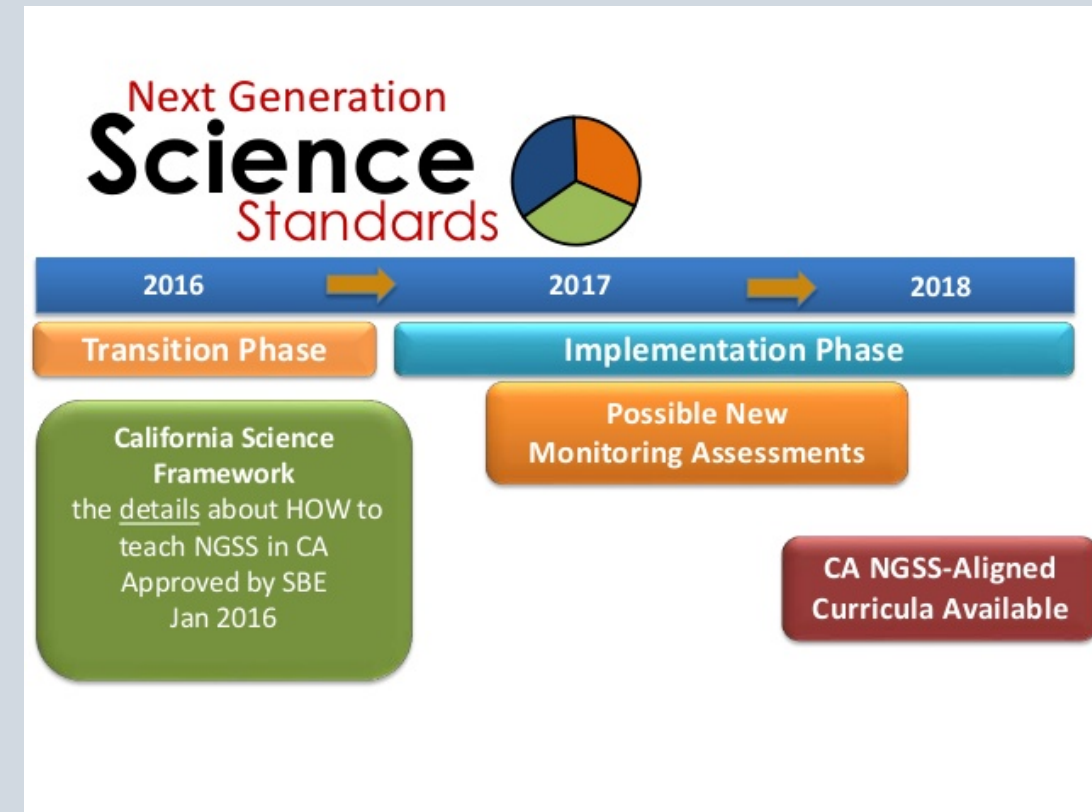 Next Generation
Science
Standards
2016 2017 2018
Transition Phase Implementation Phase
California Science
Framework
the details about HOW to
teach NGSS in CA
Approved by SBE
Jan 2016
Possible New
Monitoring Assessments
CA NGSS-Aligned
Curricula Available